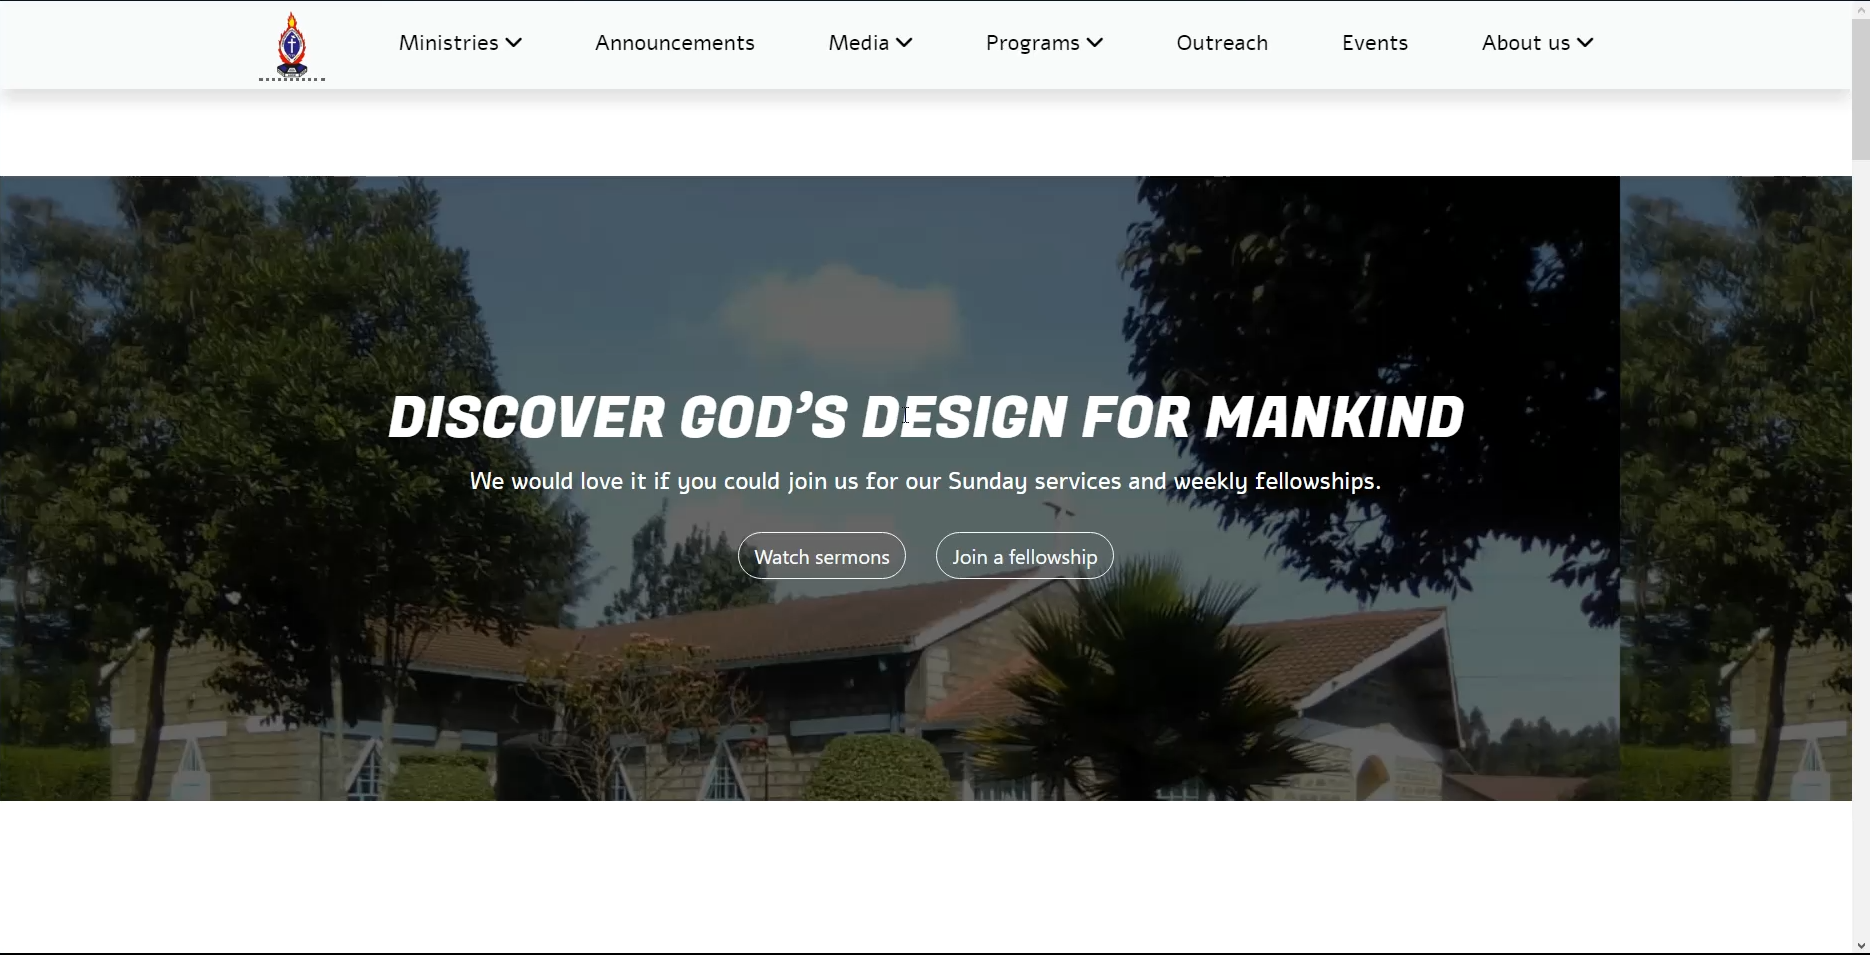 Ministries
Announcements
Media
Programs
Outreach
Events
About us
DISCOVER GOD’S DESIGN FOR MANKIND
We would love it if you could join us for our Sunday services and weekly fellowships.
Watch sermons
Join a fellowship